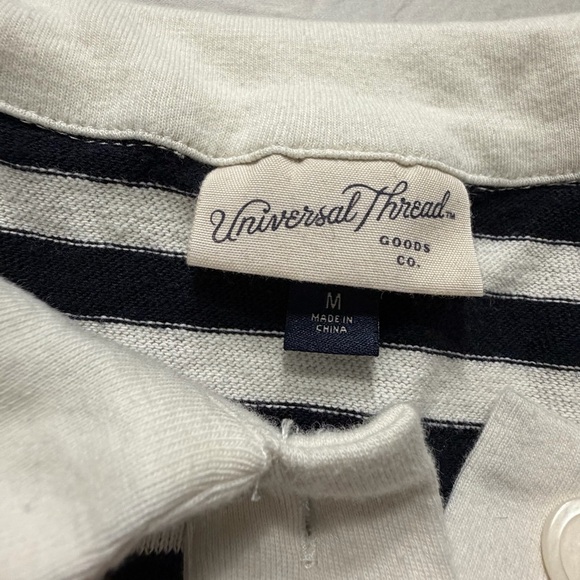 Universal Thread™
GOODS
CO.
M
MADE IN
CHINA